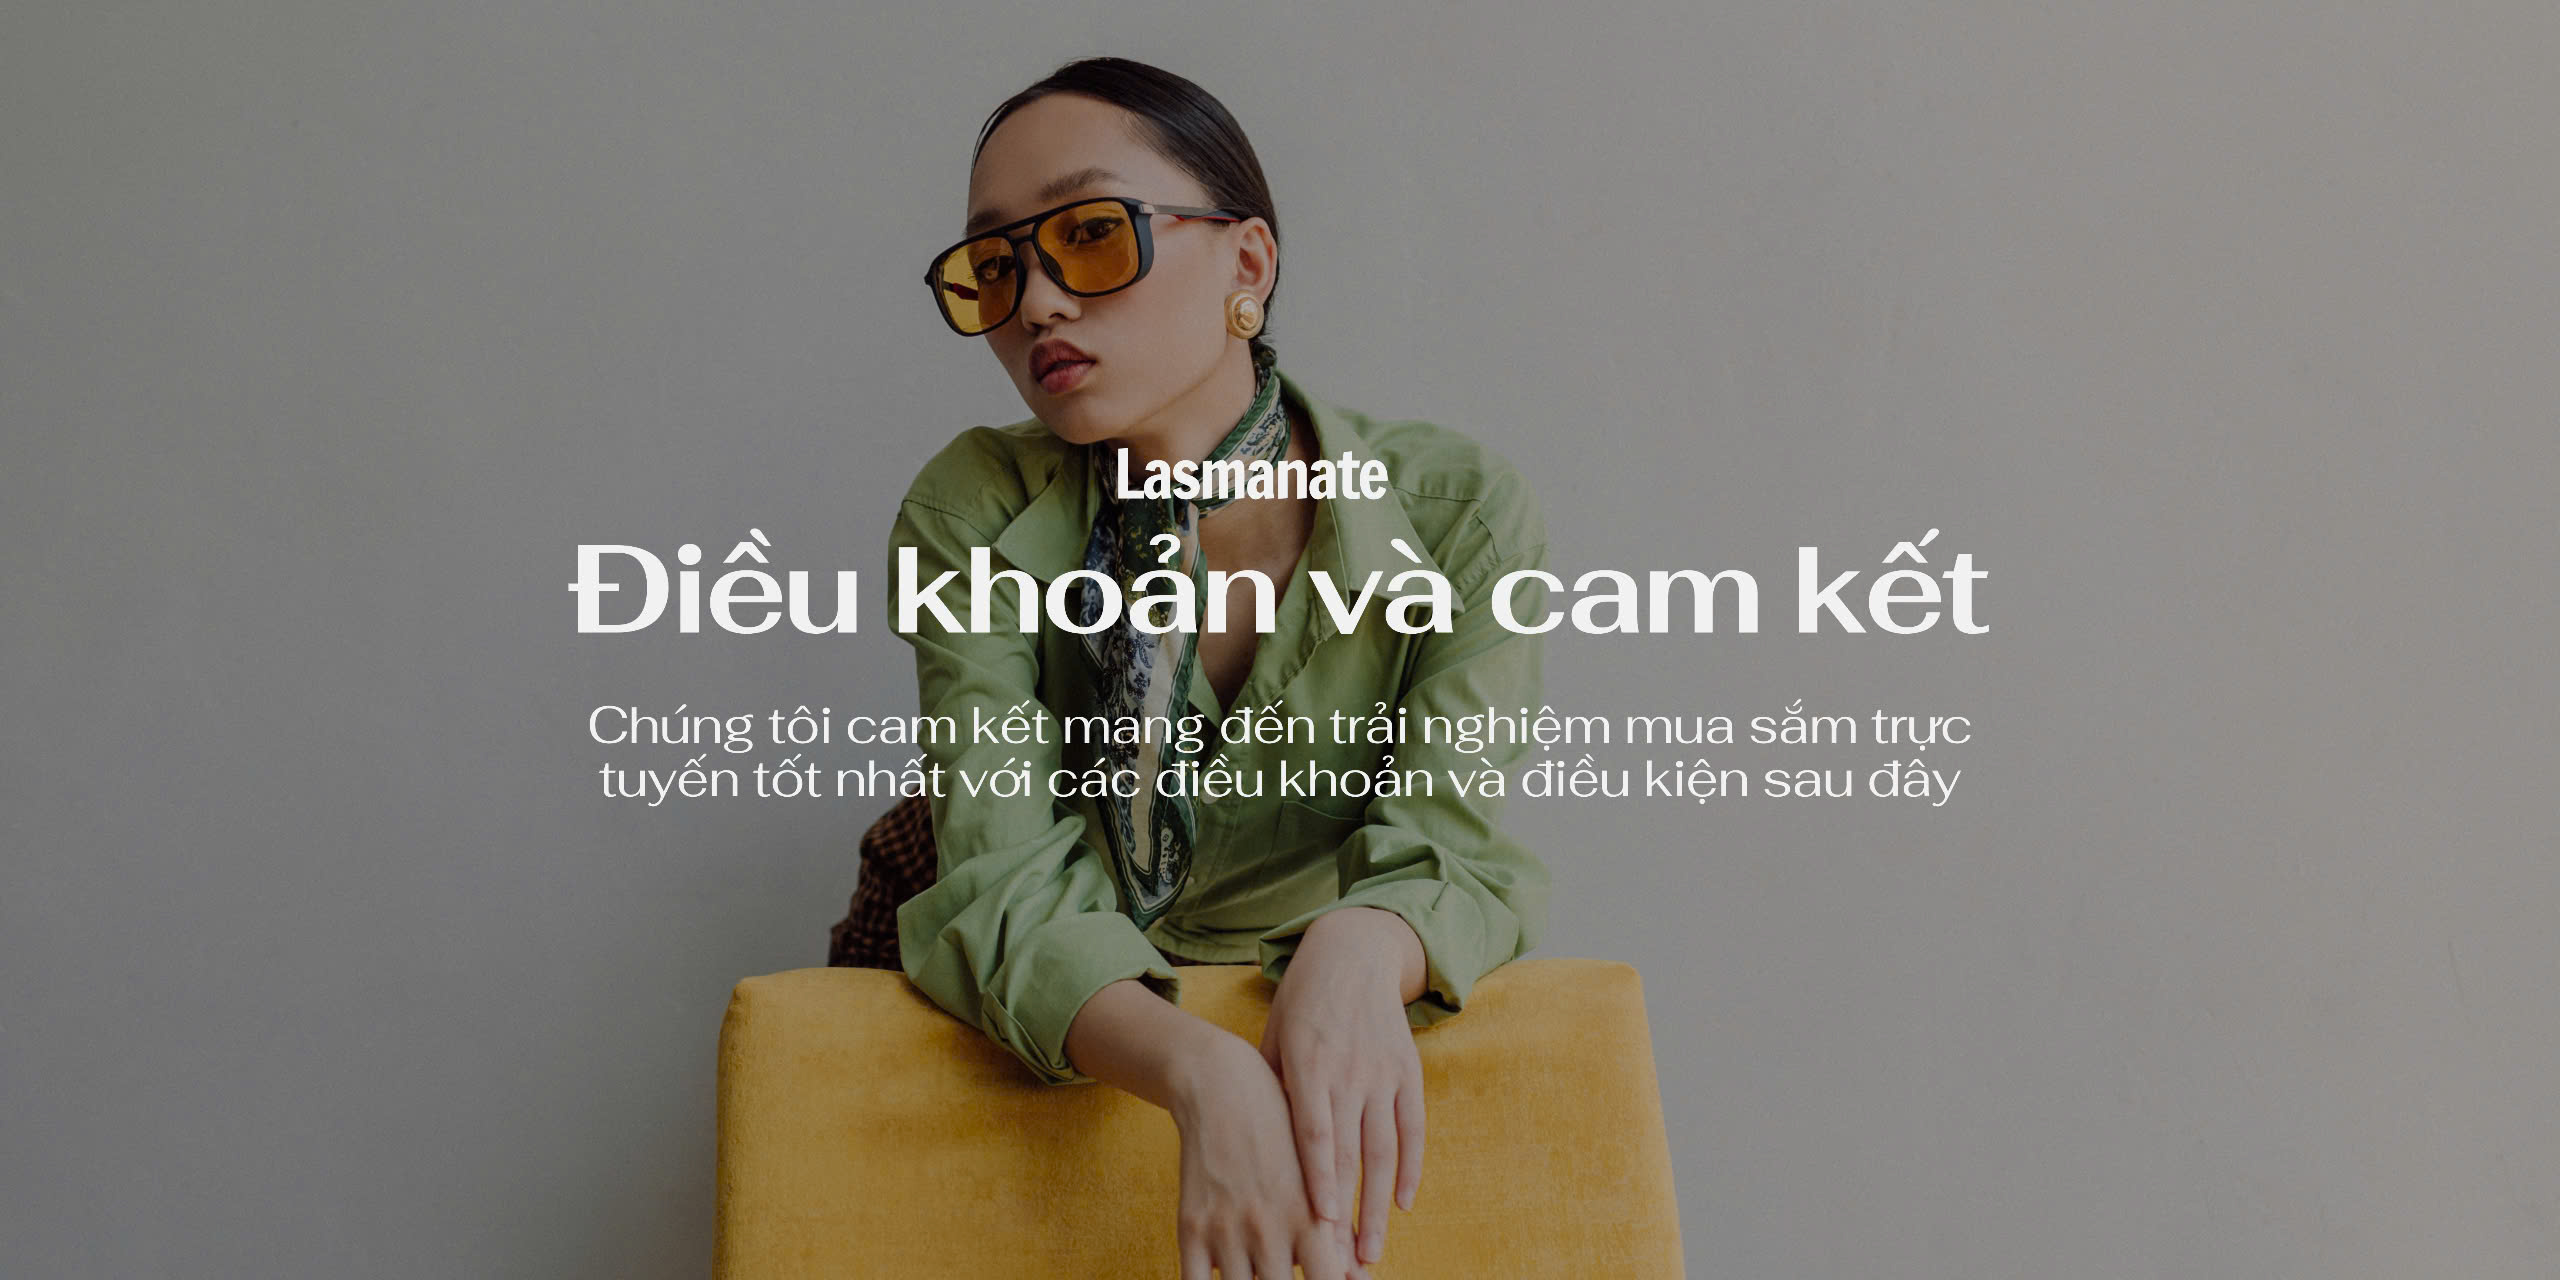 Lasmanate
Điều khoản và cam kết
Chúng tôi cam kết mang đến trải nghiệm mua sắm trực
tuyến tốt nhất với các điều khoản và điều kiện sau đây